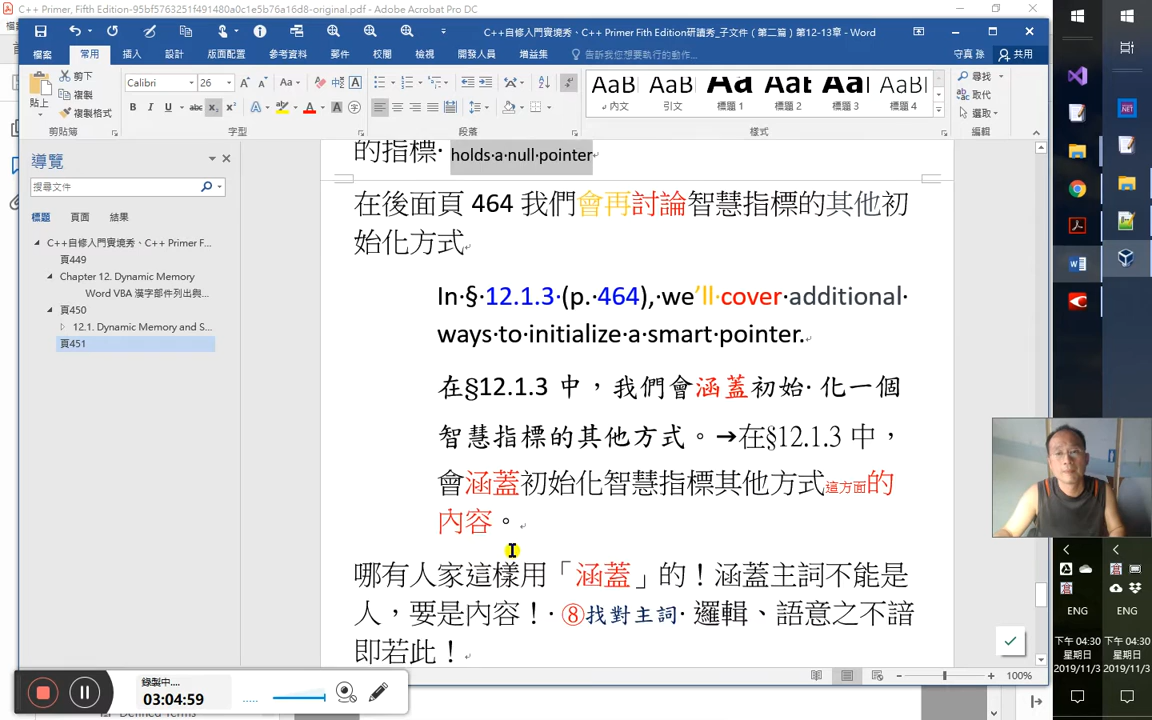 C++ Primer, Fifth Edition-95bf5763251f491480a0c1e5b76a16d8-original.pdf - Adobe Acrobat Pro DC
C++自修入門實境秀、C++ Primer Fith Edition研讀秀_子文件（第二篇）第12-13章 - Word
檔案 常用 插入 設計 版面配置 參考資料 郵件 校閱 檢視 開發人員 增益集 告訴我您想要執行的動作... 守真 孫 共用
貼上 剪下 複製 複製格式
Calibri 26
AaB AaB Aa Aat AaB AaBb
內文 引文 標題 1 標題 2 標題 3 標題 4
尋找 取代 選取
剪貼簿 字型 段落 樣式 編輯
導覽
搜尋文件
標題 頁面 結果
C++自修入門實境秀、C++ Primer F...
頁449
Chapter 12. Dynamic Memory
Word VBA 漢字部件列出與...
頁450
12.1. Dynamic Memory and S...
頁451
的指標· holds·a·null·pointer
在後面頁 464 我們會再討論智慧指標的其他初
始化方式
In·§·12.1.3·(p.·464),·we’ll·cover·additional·
ways·to·initialize·a·smart·pointer.
在§12.1.3 中，我們會涵蓋初始· 化一個
智慧指標的其他方式。→在§12.1.3 中，
會涵蓋初始化智慧指標其他方式這方面的
內容。
哪有人家這樣用「涵蓋」的！涵蓋主詞不能是
人，要是內容！· ⑧找對主詞· 邏輯、語意之不諳
即若此！
100%
錄製中...
03:04:59
Defined Terms
ENG ENG
下午 04:30 下午 04:30
星期日 星期日
2019/11/3 2019/11/3